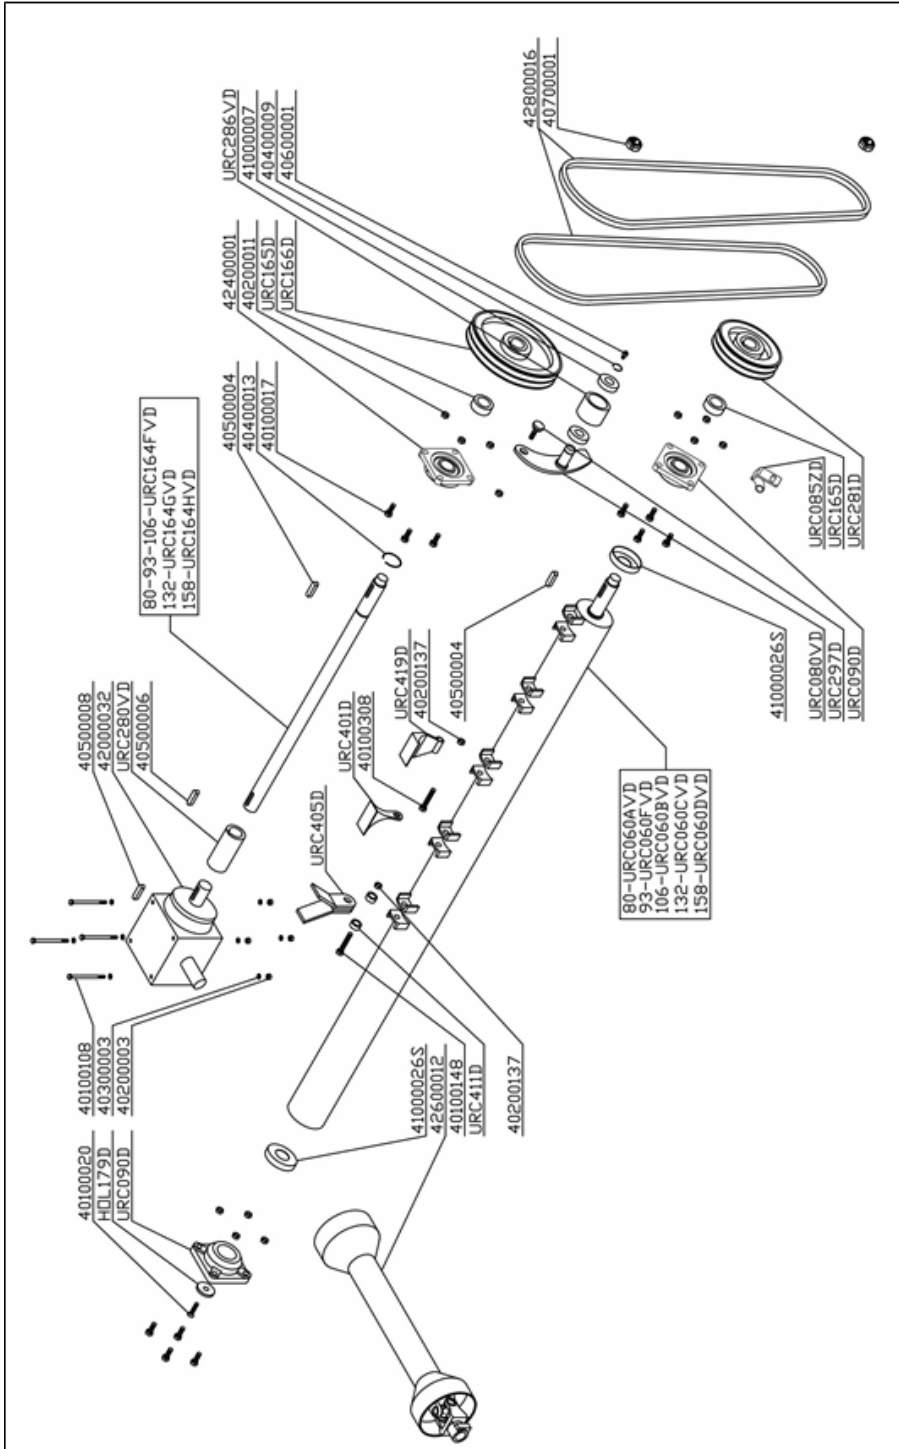 42800016
40700001
URC286VD
41000007
40400009
40600001
42400001
40200011
URC165D
URC166D
40500004
40400013
40100017
80-93-106-URC164FVD
132-URC164GVD
158-URC164HVD
URC085ZD
URC165D
URC281D
40500008
42000032
URC280VD
40500006
URC401D
40100308
URC419D
40200137
40500004
41000026S
URC080VD
URC297D
URC090D
URC405D
80-URC060AVD
93-URC060FVD
106-URC060BVD
132-URC060CVD
158-URC060DVD
40100108
40300003
40200003
41000026S
42600012
40100148
URC411D
40200137
40100020
HDL179D
URC090D